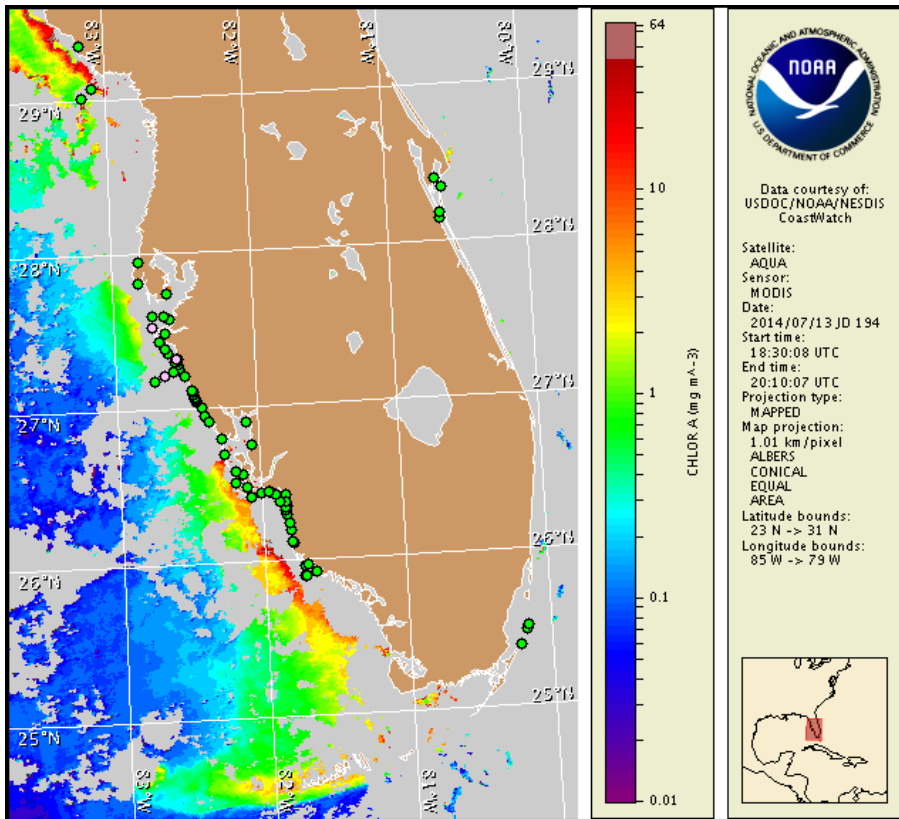 83°W
82°W
81°W
80°W
29°N
29°N
28°N
28°N
27°N
27°N
26°N
26°N
25°N
25°N
83°W
82°W
81°W
64
10
1
0.1
0.01
CHLOR A (mg m^-3)
NATIONAL OCEANIC AND ATMOSPHERIC ADMINISTRATION
NOAA
U.S. DEPARTMENT OF COMMERCE
Data courtesy of:
USDOC/NOAA/NESDIS
CoastWatch
Satellite:
AQUA
Sensor:
MODIS
Date:
2014/07/13 JD 194
Start time:
18:30:08 UTC
End time:
20:10:07 UTC
Projection type:
MAPPED
Map projection:
1.01 km/pixel
ALBERS
CONICAL
EQUAL
AREA
Latitude bounds:
23 N -> 31 N
Longitude bounds:
85 W -> 79 W